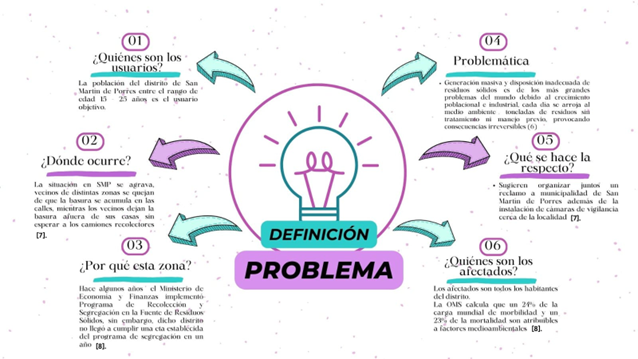 01
¿Quiénes son los
usuarios?
La población del distrito de San
Martín de Porres entre el rango de
edad 15 - 25 años es el usuario
objetivo.
02
¿Dónde ocurre?
La situación en SMP se agrava,
vecinos de distintas zonas se quejan
de que la basura se acumula en las
calles, mientras los vecinos dejan la
basura afuera de sus casas sin
esperar a los camiones recolectores
[7].
03
¿Por qué esta zona?
Hace algunos años el Ministerio de
Economía y Finanzas implementó
Programa de Recolección y
Segregación en la Fuente de Residuos
Sólidos, sin embargo, dicho distrito
no llegó a cumplir una eta establecida
del programa de segregación en un
año [8].
DEFINICIÓN
PROBLEMA
04
Problemática
Generación masiva y disposición inadecuada de
residuos sólidos es de los más grandes
problemas del mundo debido al crecimiento
poblacional e industrial, cada día se arroja al
medio ambiente toneladas de residuos sin
tratamiento ni manejo previo, provocando
consecuencias irreversibles (6)
05
¿Qué se hace la
respecto?
Sugieren organizar juntos un
reclamo a municipalidad de San
Martin de Porres además de la
instalación de cámaras de vigilancia
cerca de la localidad [7].
06
¿Quiénes son los
afectados?
Los afectados son todos los habitantes
del distrito.
La OMS calcula que un 24% de la
carga mundial de morbilidad y un
23% de la mortalidad son atribuibles
a factores medioambientales [8].